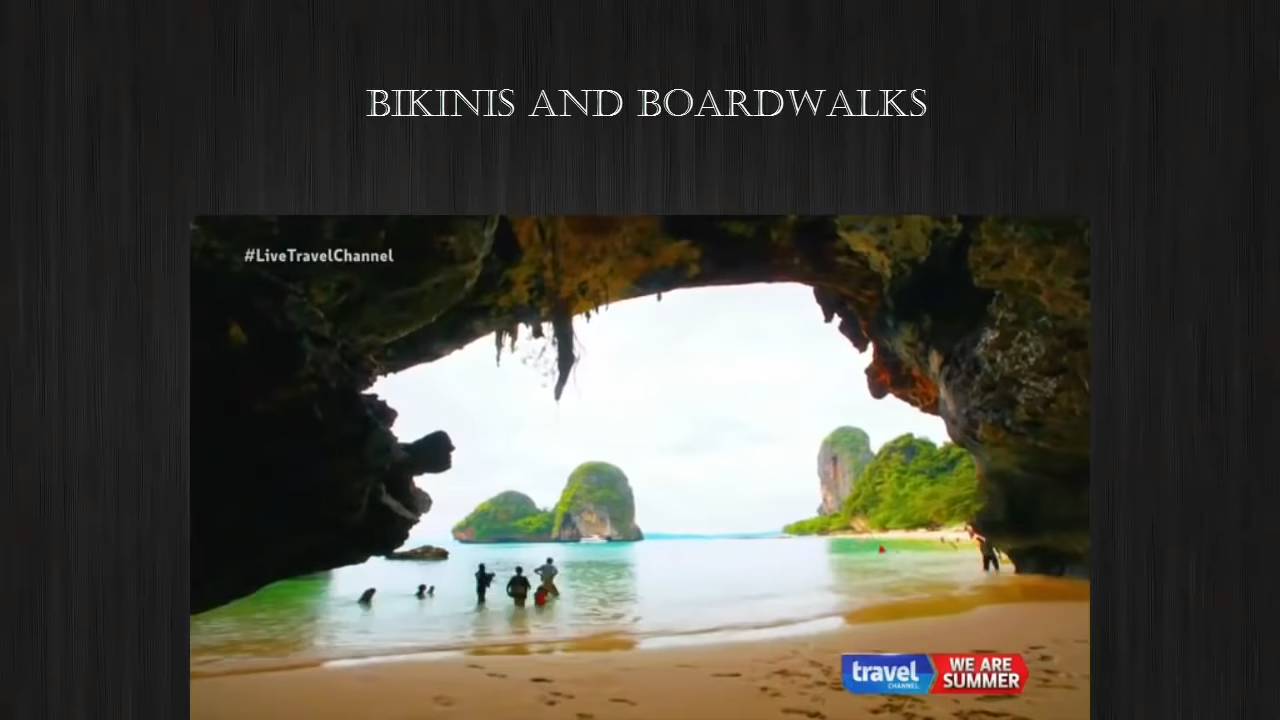 BIKINIS AND BOARDWALKS
#LiveTravelChannel
travel
CHANNEL
WE ARE
SUMMER